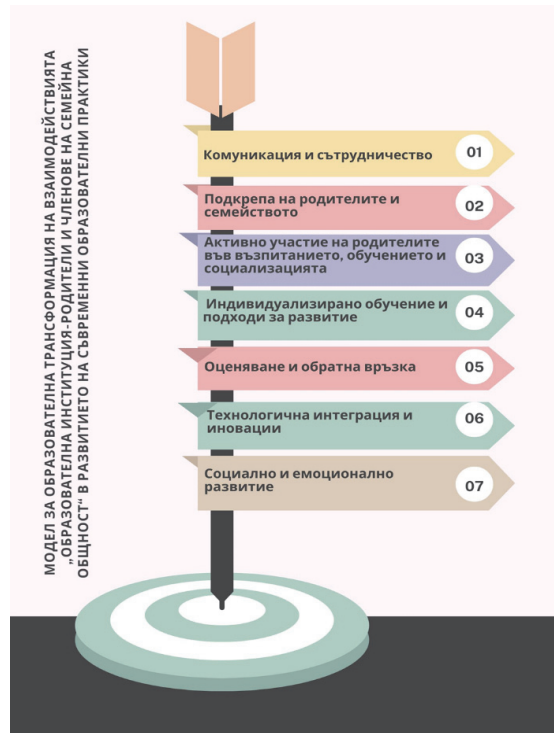 МОДЕЛ ЗА ОБРАЗОВАТЕЛНА ТРАНСФОРМАЦИЯ НА ВЗАИМОДЕЙСТВИЯТА
„ОБРАЗОВАТЕЛНА ИНСТИТУЦИЯ-РОДИТЕЛИ И ЧЛЕНОВЕ НА СЕМЕЙНА
ОБЩНОСТ“ В РАЗВИТИЕТО НА СЪВРЕМЕННИ ОБРАЗОВАТЕЛНИ ПРАКТИКИ
Комуникация и сътрудничество 01
Подкрепа на родителите и
семейството
02
Активно участие на родителите
във възпитанието, обучението и
социализацията
03
Индивидуализирано обучение и
подходи за развитие
04
Оценяване и обратна връзка 05
Технологична интеграция и
иновации
06
Социално и емоционално
развитие
07